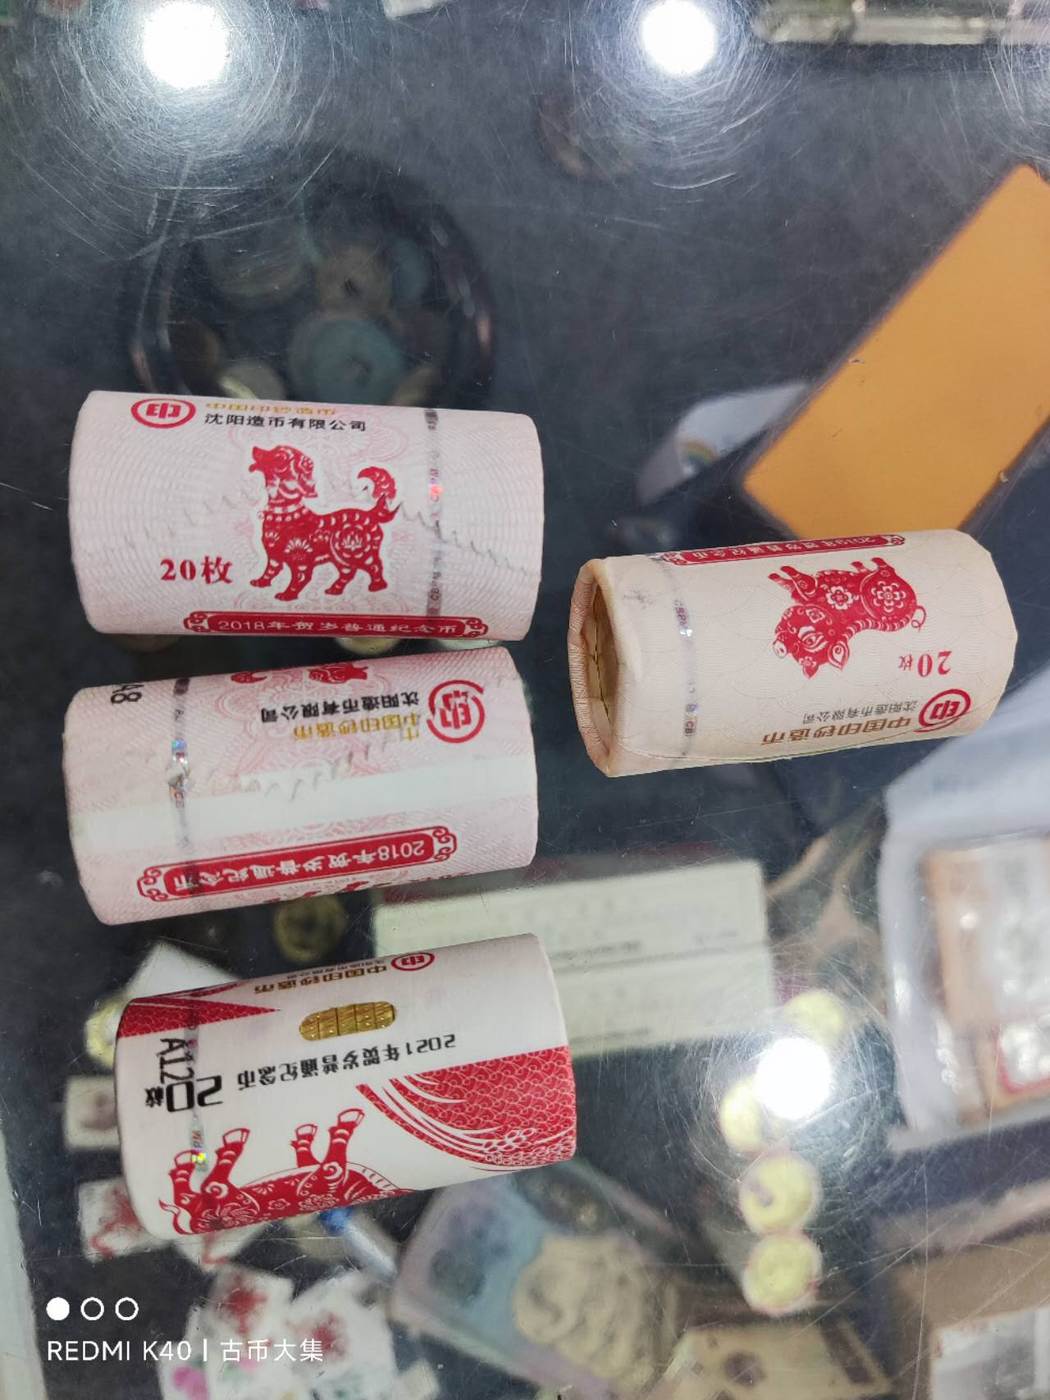 中国印钞造币
沈阳造币有限公司
20枚
2018年贺岁普通纪念币
中国印钞造币
沈阳造币有限公司
2018年贺岁普通纪念币
中国印钞造币
沈阳造币有限公司
20枚
中国印钞造币
2021年贺岁普通纪念币
20枚
A120
REDMI K40 | 古币大集